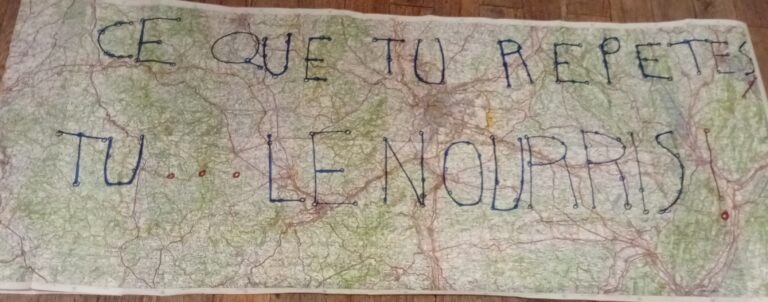 CE QUE TU REPETES
TU ... LE NOURRIS !